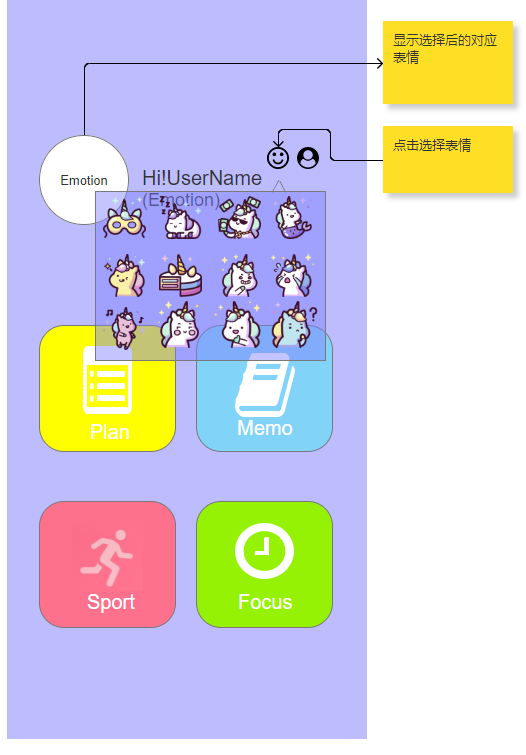 显示选择后的对应
表情
点击选择表情
Emotion
Hi!UserName
(Emotion)
Plan
Memo
Sport
Focus